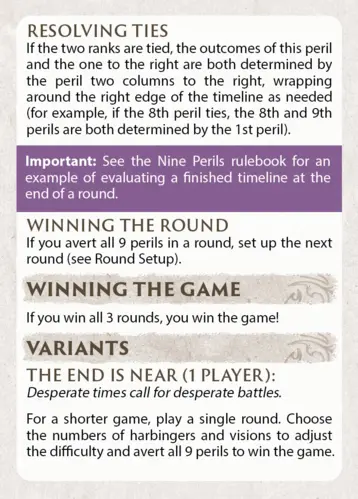 RESOLVING TIES
If the two ranks are tied, the outcomes of this peril
and the one to the right are both determined by
the peril two columns to the right, wrapping
around the right edge of the timeline as needed
(for example, if the 8th peril ties, the 8th and 9th
perils are both determined by the 1st peril).
Important: See the Nine Perils rulebook for an
example of evaluating a finished timeline at the
end of a round.
WINNING THE ROUND
If you avert all 9 perils in a round, set up the next
round (see Round Setup).
WINNING THE GAME
If you win all 3 rounds, you win the game!
VARIANTS
THE END IS NEAR (1 PLAYER):
Desperate times call for desperate battles.
For a shorter game, play a single round. Choose
the numbers of harbingers and visions to adjust
the difficulty and avert all 9 perils to win the game.